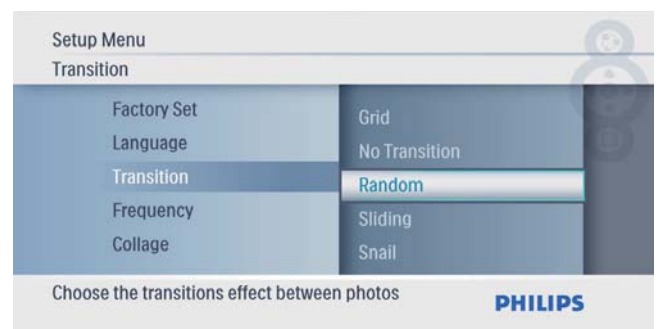 Setup Menu
Transition
Factory Set
Language
Transition
Frequency
Collage
Grid
No Transition
Random
Sliding
Snail
Choose the transitions effect between photos
PHILIPS